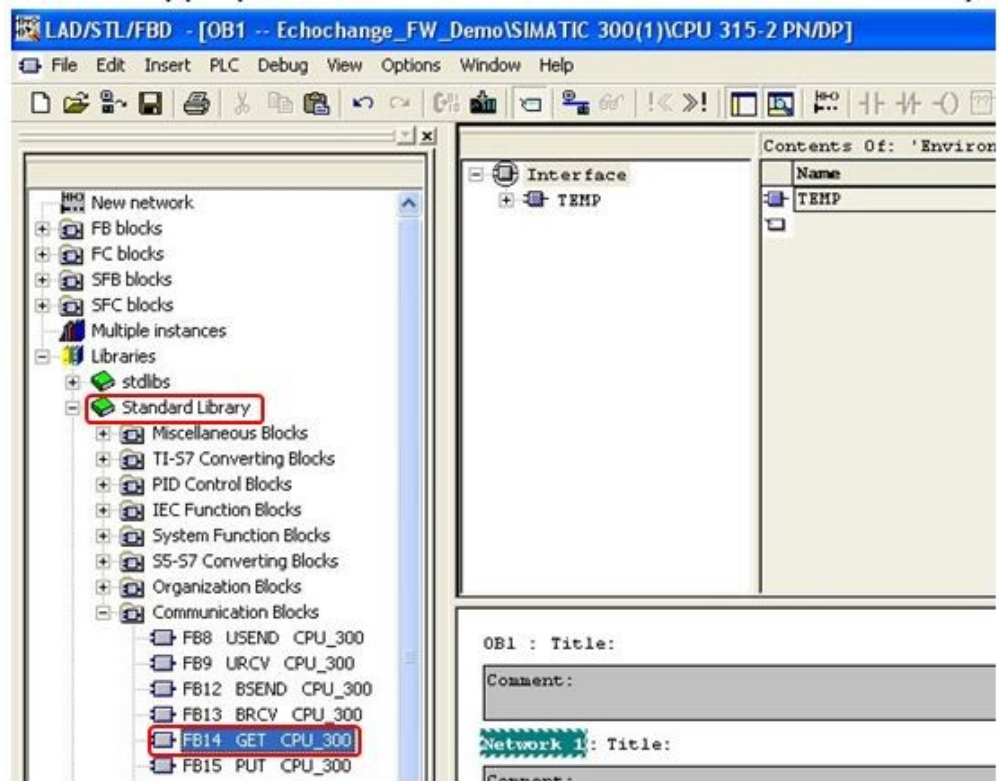 LAD/STL/FBD - [OB1 -- Echochange_FW_Demo\SIMATIC 300(1)\CPU 315-2 PN/DP]
File Edit Insert PLC Debug View Options Window Help
New network
FB blocks
FC blocks
SFB blocks
SFC blocks
Multiple instances
Libraries
stdlibs
Standard Library
Miscellaneous Blocks
TI-S7 Converting Blocks
PID Control Blocks
IEC Function Blocks
System Function Blocks
S5-S7 Converting Blocks
Organization Blocks
Communication Blocks
FB8 USEND CPU_300
FB9 URCV CPU_300
FB12 BSEND CPU_300
FB13 BRCV CPU_300
FB14 GET CPU_300
FB15 PUT CPU_300
Interface
TEMP
Contents Of: 'Environ
Name
TEMP
OB1 : Title:
Comment:
Network 1: Title:
Comment: